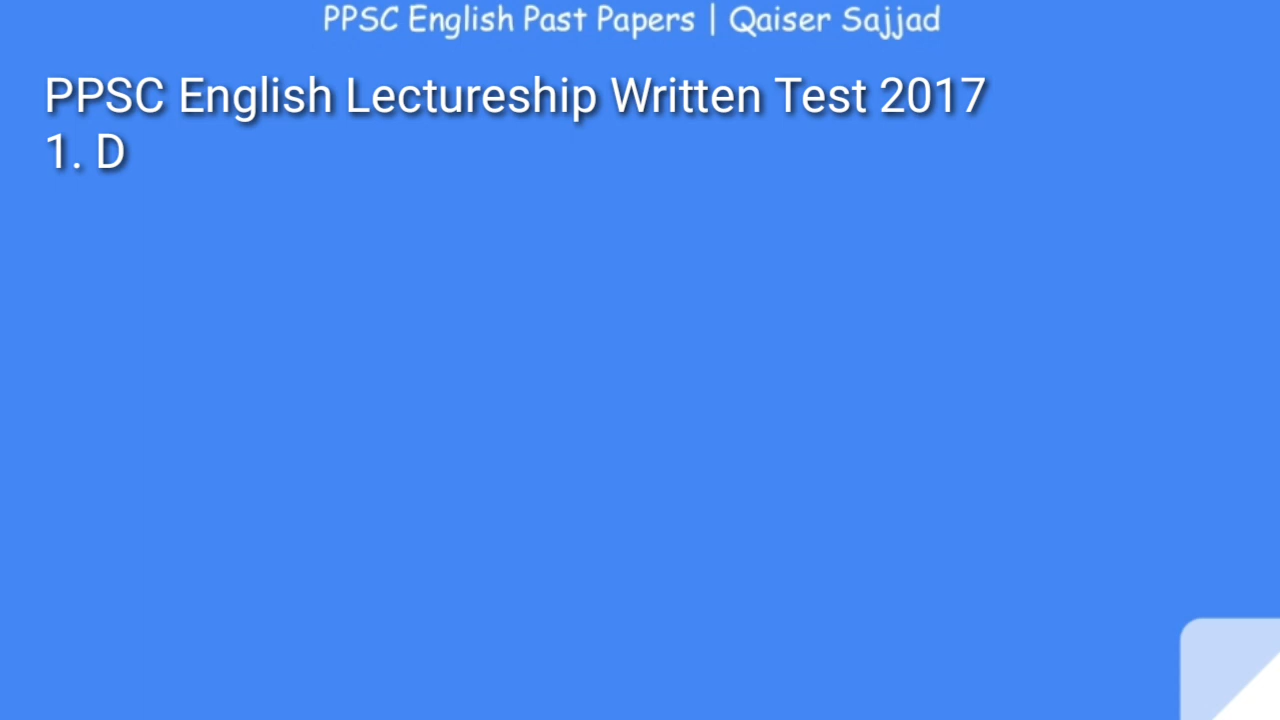 PPSC English Past Papers | Qaiser Sajjad
PPSC English Lectureship Written Test 2017
1. D